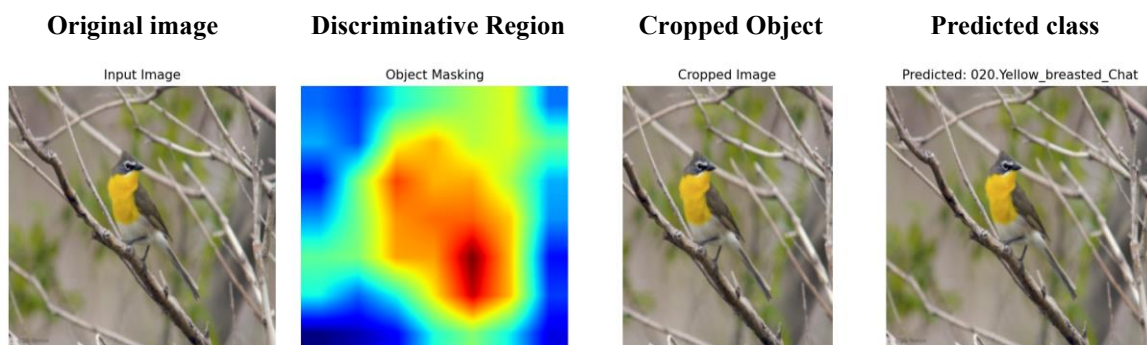 Original image Discriminative Region Cropped Object Predicted class
Input Image Object Masking Cropped Image Predicted: 020.Yellow_breasted_Chat